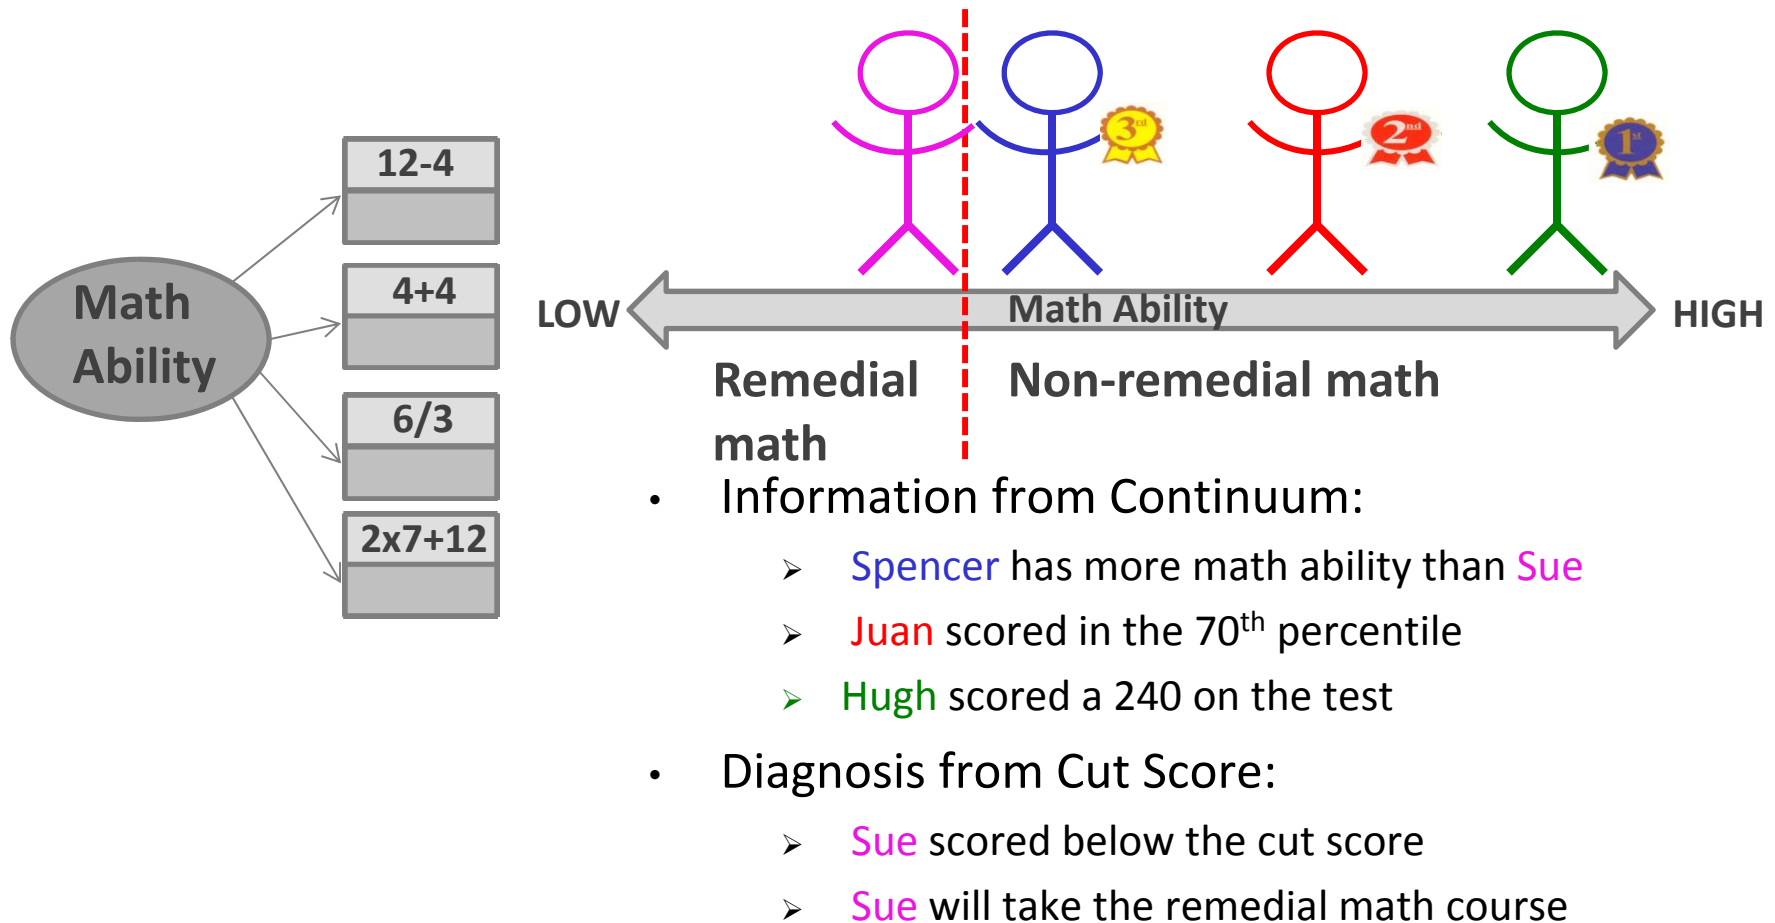 12-4
4+4
6/3
2x7+12
Math
Ability
3rd
2nd
1st
LOW
Math Ability
HIGH
Remedial
math
Non-remedial math
• Information from Continuum:
➢ Spencer has more math ability than Sue
➢ Juan scored in the 70th percentile
➢ Hugh scored a 240 on the test
• Diagnosis from Cut Score:
➢ Sue scored below the cut score
➢ Sue will take the remedial math course